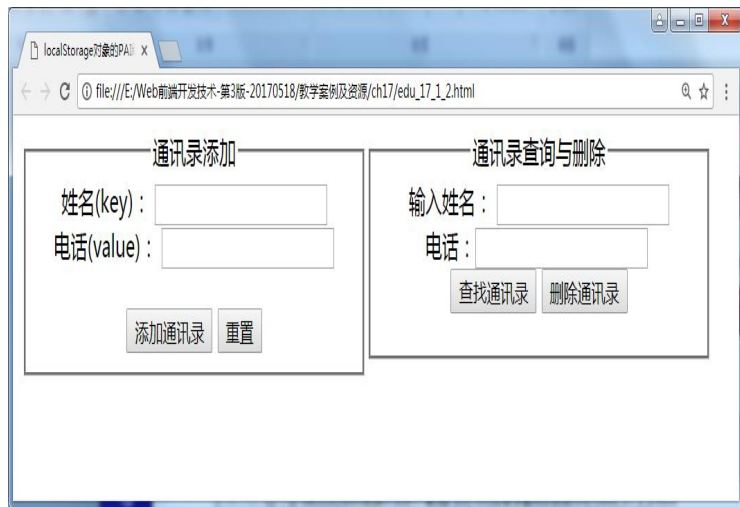 localStorage对象的PA
file:///E:/Web前端开发技术-第3版-20170518/教学案例及资源/ch17/edu_17_1_2.html
通讯录添加
姓名(key)：
电话(value)：
添加通讯录 重置
通讯录查询与删除
输入姓名：
电话：
查找通讯录 删除通讯录